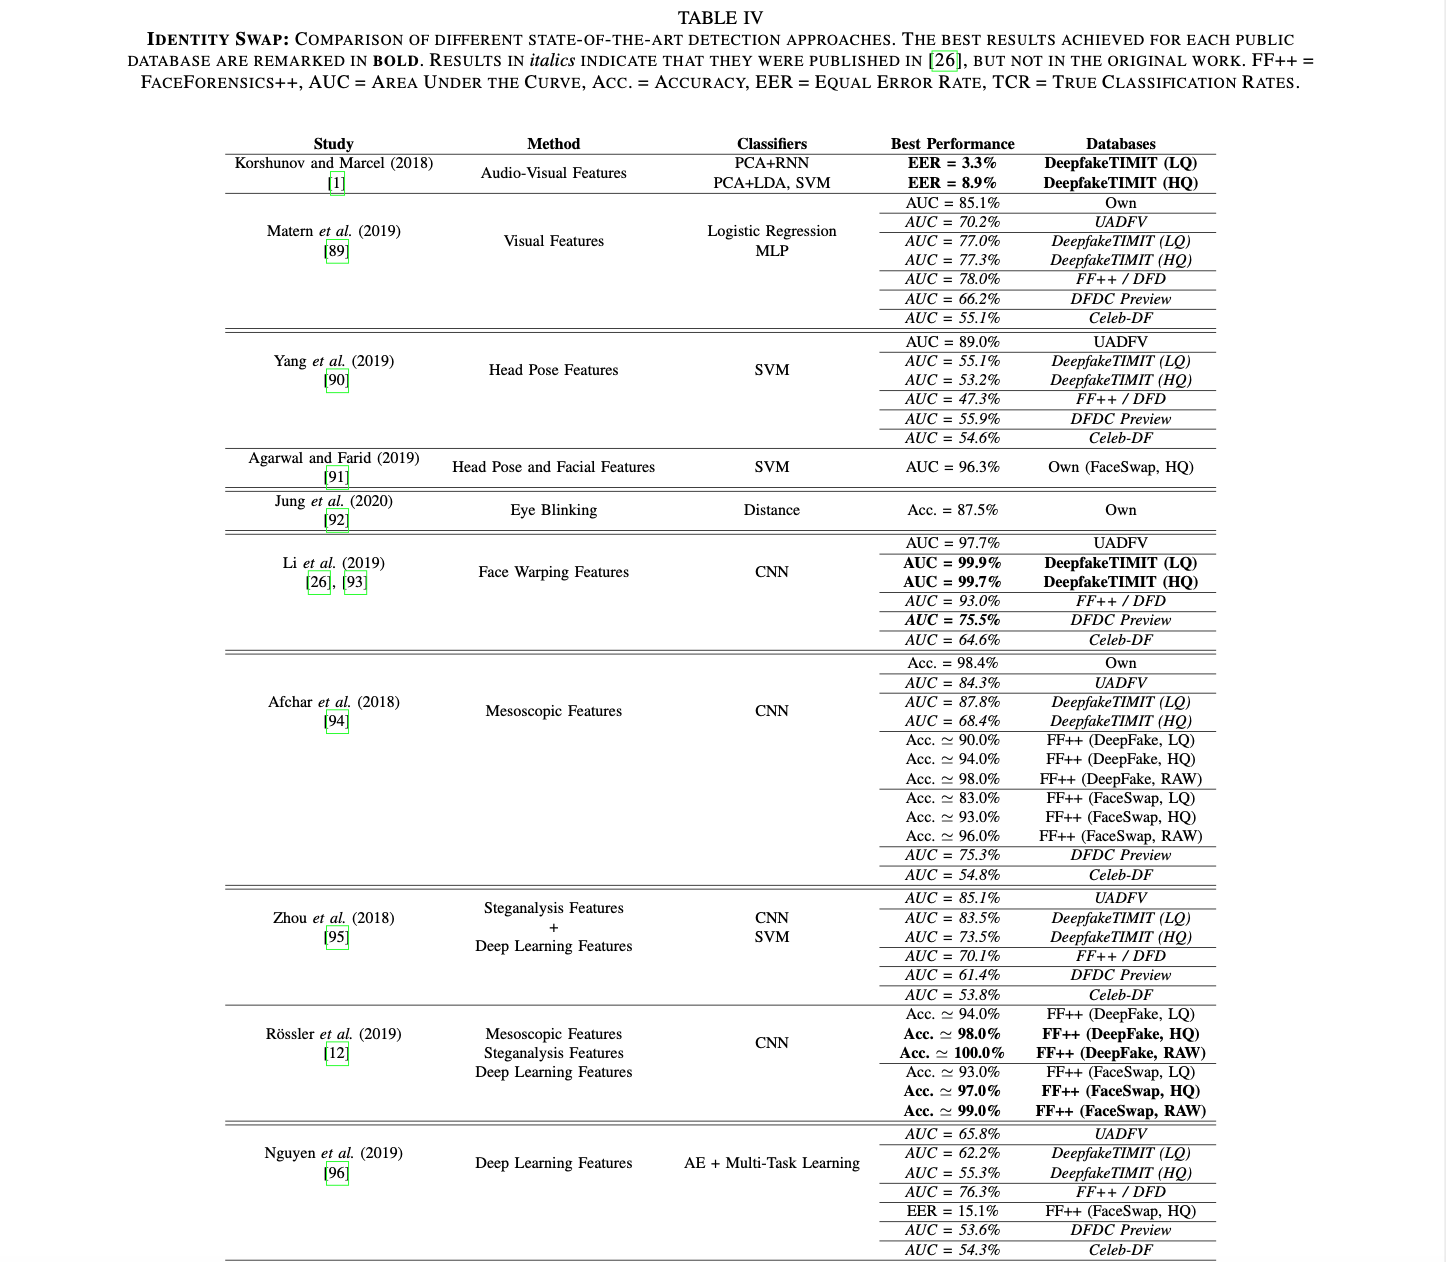 TABLE IV
IDENTITY SWAP: COMPARISON OF DIFFERENT STATE-OF-THE-ART DETECTION APPROACHES. THE BEST RESULTS ACHIEVED FOR EACH PUBLIC
DATABASE ARE REMARKED IN BOLD. RESULTS IN italics INDICATE THAT THEY WERE PUBLISHED IN [26], BUT NOT IN THE ORIGINAL WORK. FF++ =
FACEFORENSICS++, AUC = AREA UNDER THE CURVE, ACC. = ACCURACY, EER = EQUAL ERROR RATE, TCR = TRUE CLASSIFICATION RATES.
Study Method Classifiers Best Performance Databases
Korshunov and Marcel (2018) PCA+RNN EER = 3.3% DeepfakeTIMIT (LQ)
Audio-Visual Features
[1] PCA+LDA, SVM EER = 8.9% DeepfakeTIMIT (HQ)
AUC = 85.1% Own
AUC = 70.2% UADFV
Matern et al. (2019) Logistic Regression
Visual Features AUC = 77.0% DeepfakeTIMIT (LQ)
[89] MLP
AUC = 77.3% DeepfakeTIMIT (HQ)
AUC = 78.0% FF++ / DFD
AUC = 66.2% DFDC Preview
AUC = 55.1% Celeb-DF
AUC = 89.0% UADFV
Yang et al. (2019) AUC = 55.1% DeepfakeTIMIT (LQ)
Head Pose Features SVM
[90] AUC = 53.2% DeepfakeTIMIT (HQ)
AUC = 47.3% FF++ / DFD
AUC = 55.9% DFDC Preview
AUC = 54.6% Celeb-DF
Agarwal and Farid (2019)
Head Pose and Facial Features SVM AUC = 96.3% Own (FaceSwap, HQ)
[91]
Jung et al. (2020)
Eye Blinking Distance Acc. = 87.5% Own
[92]
AUC = 97.7% UADFV
Li et al. (2019) AUC = 99.9% DeepfakeTIMIT (LQ)
Face Warping Features CNN
[26], [93] AUC = 99.7% DeepfakeTIMIT (HQ)
AUC = 93.0% FF++ / DFD
AUC = 75.5% DFDC Preview
AUC = 64.6% Celeb-DF
Acc. = 98.4% Own
AUC = 84.3% UADFV
Afchar et al. (2018) AUC = 87.8% DeepfakeTIMIT (LQ)
Mesoscopic Features CNN
[94] AUC = 68.4% DeepfakeTIMIT (HQ)
Acc. ≃ 90.0% FF++ (DeepFake, LQ)
Acc. ≃ 94.0% FF++ (DeepFake, HQ)
Acc. ≃ 98.0% FF++ (DeepFake, RAW)
Acc. ≃ 83.0% FF++ (FaceSwap, LQ)
Acc. ≃ 93.0% FF++ (FaceSwap, HQ)
Acc. ≃ 96.0% FF++ (FaceSwap, RAW)
AUC = 75.3% DFDC Preview
AUC = 54.8% Celeb-DF
AUC = 85.1% UADFV
Steganalysis Features
Zhou et al. (2018) + CNN AUC = 83.5% DeepfakeTIMIT (LQ)
[95] SVM AUC = 73.5% DeepfakeTIMIT (HQ)
Deep Learning Features
AUC = 70.1% FF++ / DFD
AUC = 61.4% DFDC Preview
AUC = 53.8% Celeb-DF
Acc. ≃ 94.0% FF++ (DeepFake, LQ)
Rössler et al. (2019) Mesoscopic Features Acc. ≃ 98.0% FF++ (DeepFake, HQ)
CNN
[12] Steganalysis Features Acc. ≃ 100.0% FF++ (DeepFake, RAW)
Deep Learning Features Acc. ≃ 93.0% FF++ (FaceSwap, LQ)
Acc. ≃ 97.0% FF++ (FaceSwap, HQ)
Acc. ≃ 99.0% FF++ (FaceSwap, RAW)
AUC = 65.8% UADFV
Nguyen et al. (2019) AUC = 62.2% DeepfakeTIMIT (LQ)
Deep Learning Features AE + Multi-Task Learning
[96] AUC = 55.3% DeepfakeTIMIT (HQ)
AUC = 76.3% FF++ / DFD
EER = 15.1% FF++ (FaceSwap, HQ)
AUC = 53.6% DFDC Preview
AUC = 54.3% Celeb-DF